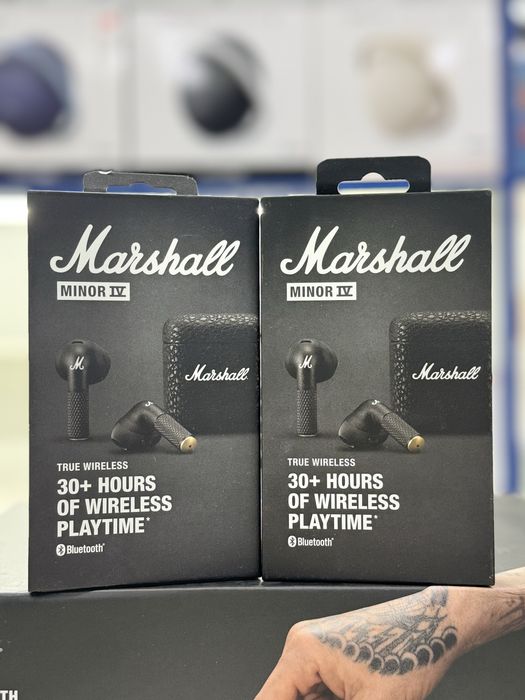 Marshall
MINOR IV
M
Marshall
TRUE WIRELESS
30+ HOURS
OF WIRELESS
PLAYTIME*
Bluetooth®
Marshall
MINOR IV
M
Marshall
TRUE WIRELESS
30+ HOURS
OF WIRELESS
PLAYTIME*
Bluetooth®
TH